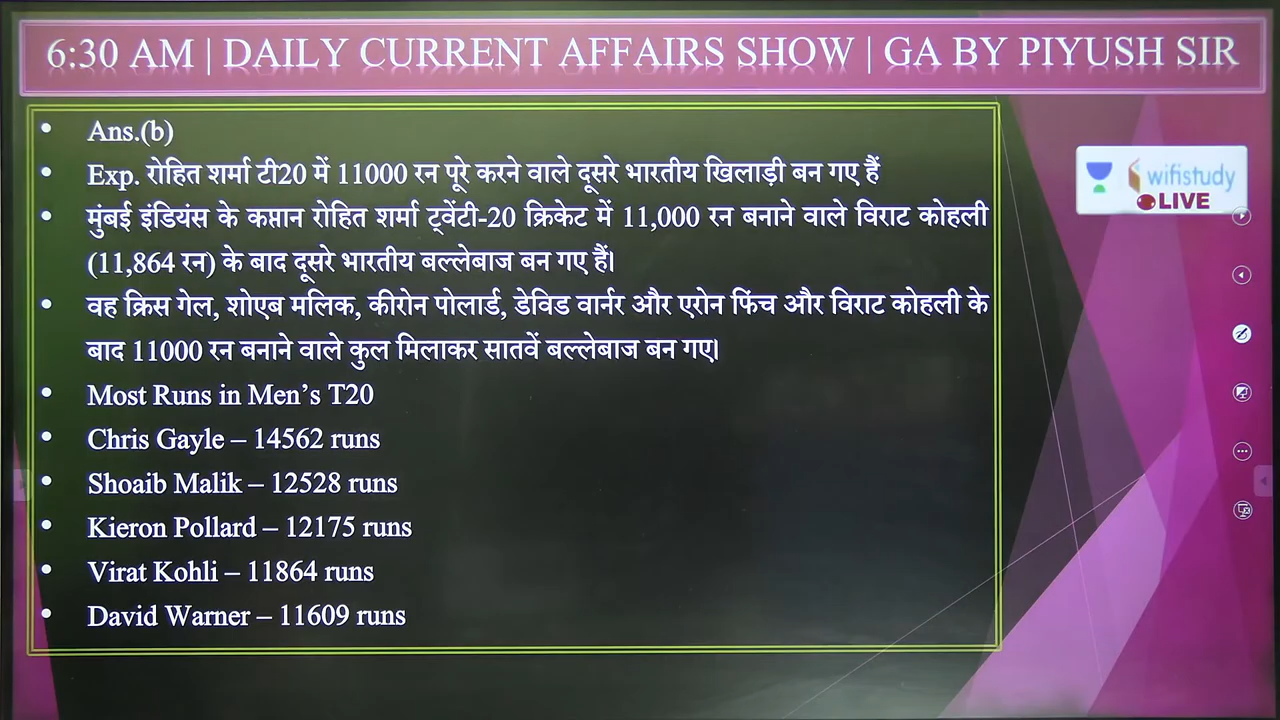 6:30 AM | DAILY CURRENT AFFAIRS SHOW | GA BY PIYUSH SIR
• Ans.(b)
• Exp. रोहित शर्मा टी20 में 11000 रन पूरे करने वाले दूसरे भारतीय खिलाड़ी बन गए हैं
• मुंबई इंडियंस के कप्तान रोहित शर्मा ट्वेंटी-20 क्रिकेट में 11,000 रन बनाने वाले विराट कोहली
(11,864 रन) के बाद दूसरे भारतीय बल्लेबाज बन गए हैं।
• वह क्रिस गेल, शोएब मलिक, कीरोन पोलार्ड, डेविड वार्नर और एरोन फिंच और विराट कोहली के
बाद 11000 रन बनाने वाले कुल मिलाकर सातवें बल्लेबाज बन गए।
• Most Runs in Men’s T20
• Chris Gayle – 14562 runs
• Shoaib Malik – 12528 runs
• Kieron Pollard – 12175 runs
• Virat Kohli – 11864 runs
• David Warner – 11609 runs
wifistudy
LIVE